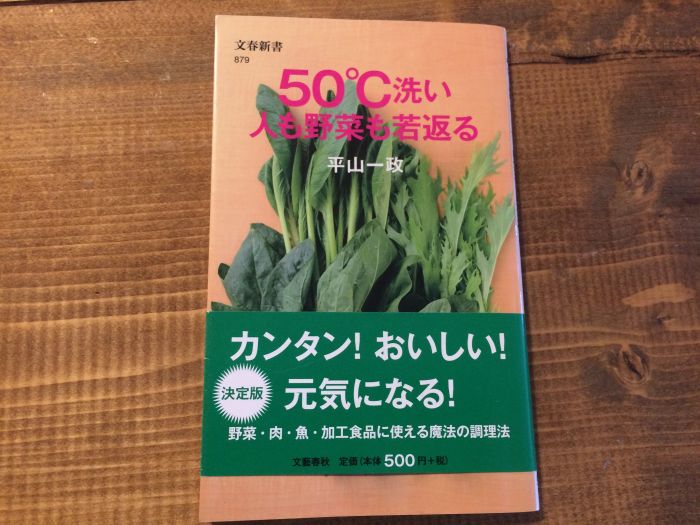 文春新書
879
50℃洗い
人も野菜も若返る
平山一政
カンタン! おいしい!
決定版
元気になる!
野菜・肉・魚・加工食品に使える魔法の調理法
文藝春秋 定価(本体500円+税)